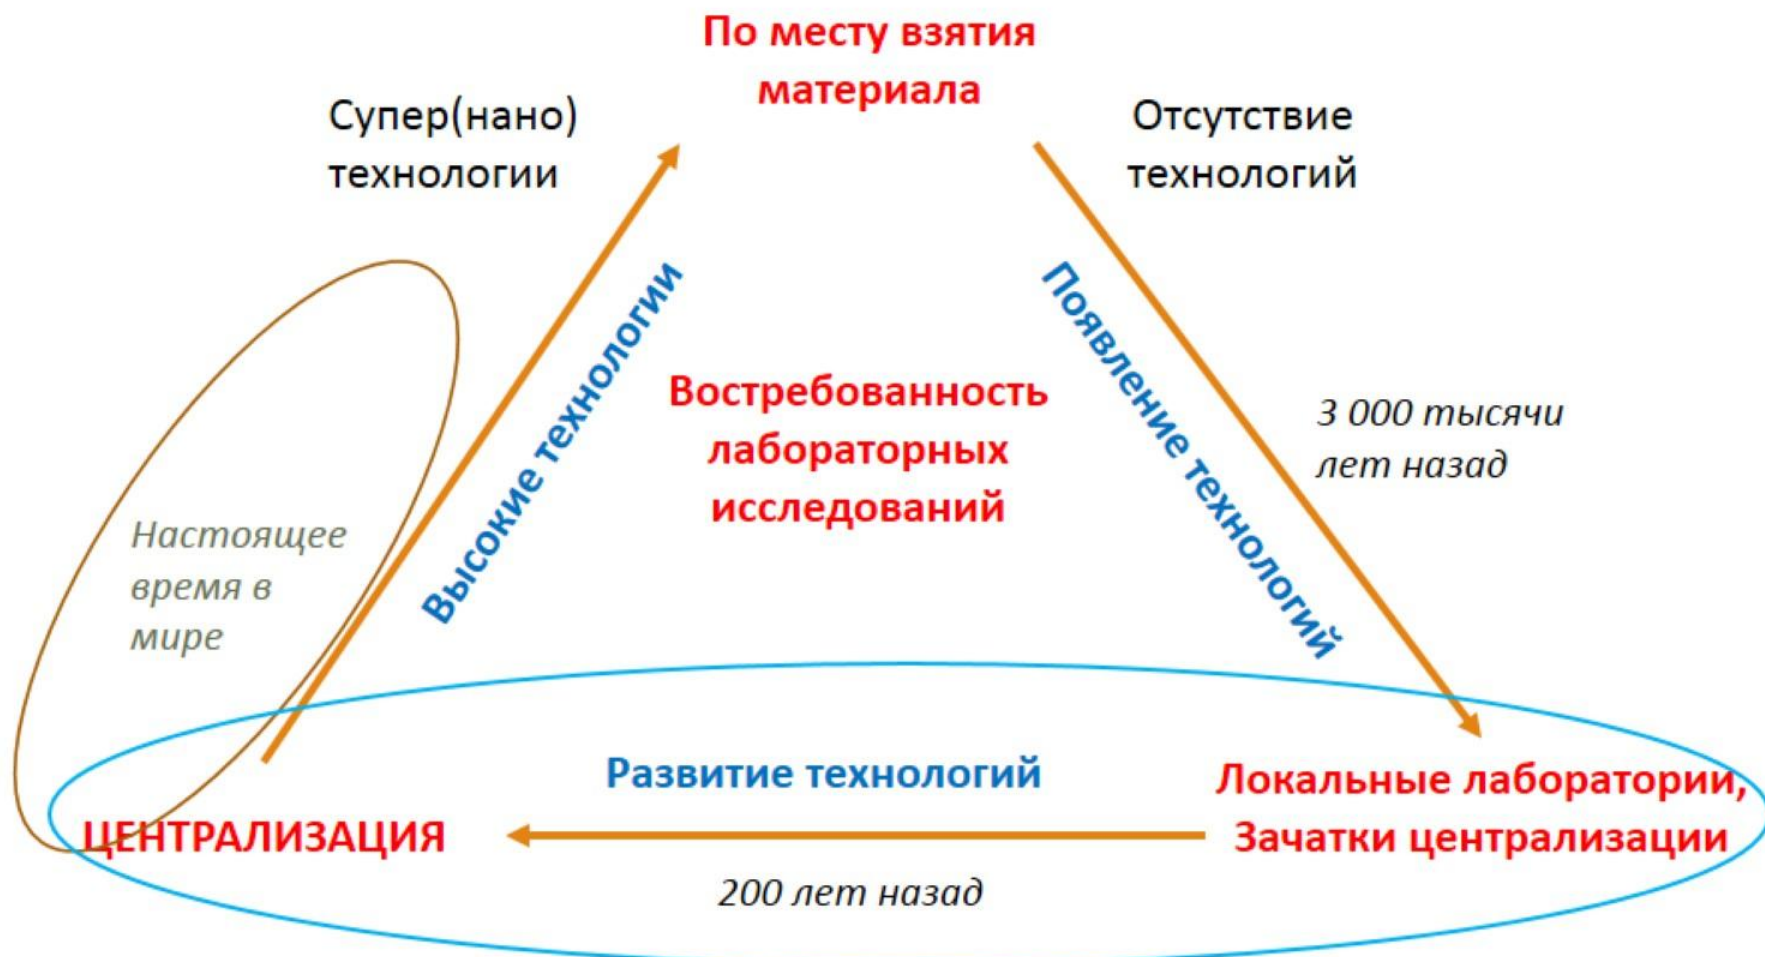 По месту взятия
материала
Супер(нано)
технологии
Отсутствие
технологий
Высокие технологии
Появление технологий
Востребованность
лабораторных
исследований
3 000 тысячи
лет назад
Настоящее
время в
мире
Развитие технологий
Локальные лаборатории,
Зачатки централизации
ЦЕНТРАЛИЗАЦИЯ
200 лет назад